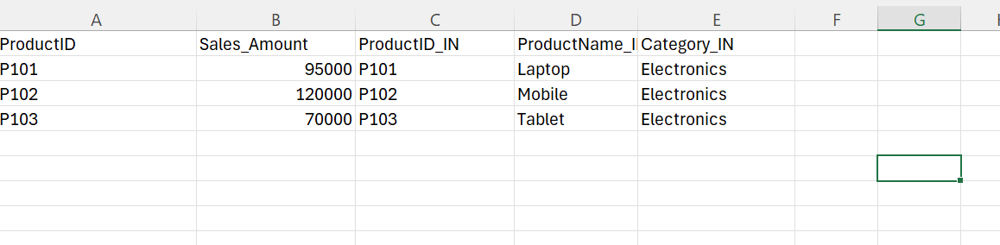 A B C D E F G
ProductID Sales_Amount ProductID_IN ProductName_I Category_IN
P101 95000 P101 Laptop Electronics
P102 120000 P102 Mobile Electronics
P103 70000 P103 Tablet Electronics